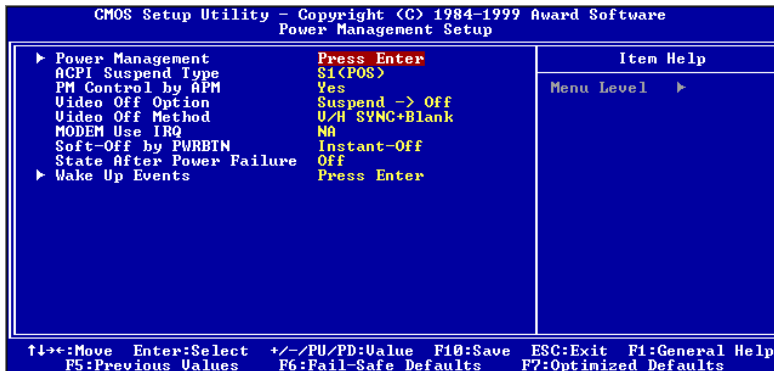 CMOS Setup Utility - Copyright (C) 1984-1999 Award Software
Power Management Setup
▶ Power Management Press Enter
ACPI Suspend Type S1(POS)
PM Control by APM Yes
Video Off Option Suspend -> Off
Video Off Method V/H SYNC+Blank
MODEM Use IRQ NA
Soft-Off by PWRBTN Instant-Off
State After Power Failure Off
▶ Wake Up Events Press Enter
Item Help
Menu Level ▶
↑↓→←:Move Enter:Select +/-/PU/PD:Value F10:Save ESC:Exit F1:General Help
F5:Previous Values F6:Fail-Safe Defaults F7:Optimized Defaults